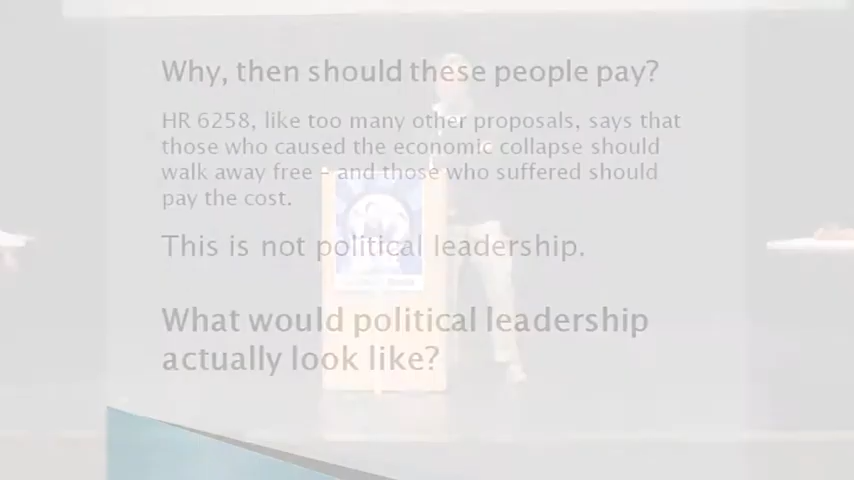 Why, then should these people pay?
HR 6258, like too many other proposals, says that
those who caused the economic collapse should
walk away free – and those who suffered should
pay the cost.
This is not political leadership.
What would political leadership
actually look like?